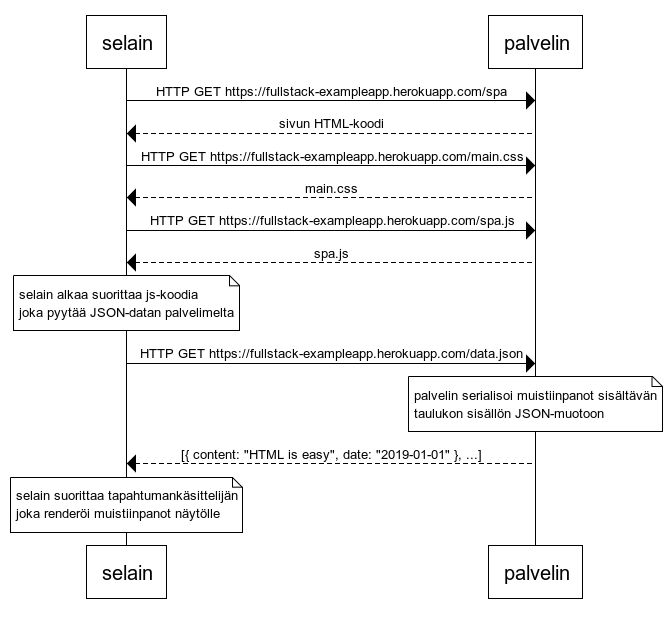 selain
palvelin
HTTP GET https://fullstack-exampleapp.herokuapp.com/spa
sivun HTML-koodi
HTTP GET https://fullstack-exampleapp.herokuapp.com/main.css
main.css
HTTP GET https://fullstack-exampleapp.herokuapp.com/spa.js
spa.js
selain alkaa suorittaa js-koodia
joka pyytää JSON-datan palvelimelta
HTTP GET https://fullstack-exampleapp.herokuapp.com/data.json
palvelin serialisoi muistiinpanot sisältävän
taulukon sisällön JSON-muotoon
[{ content: "HTML is easy", date: "2019-01-01" }, ...]
selain suorittaa tapahtumankäsittelijän
joka renderöi muistiinpanot näytölle
selain
palvelin